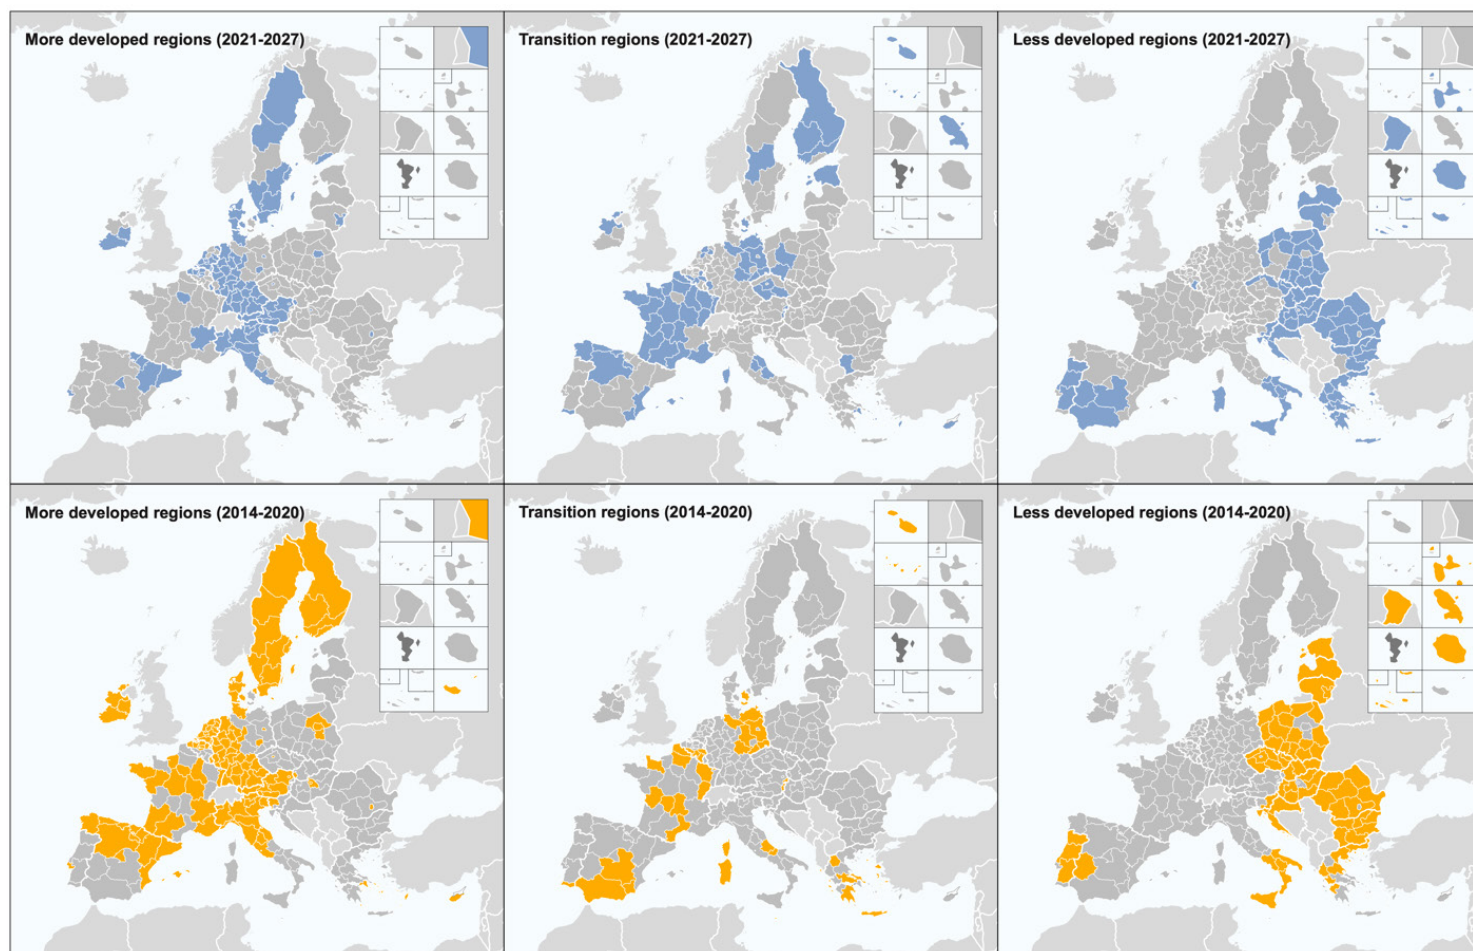 More developed regions (2021-2027)
Transition regions (2021-2027)
Less developed regions (2021-2027)
More developed regions (2014-2020)
Transition regions (2014-2020)
Less developed regions (2014-2020)